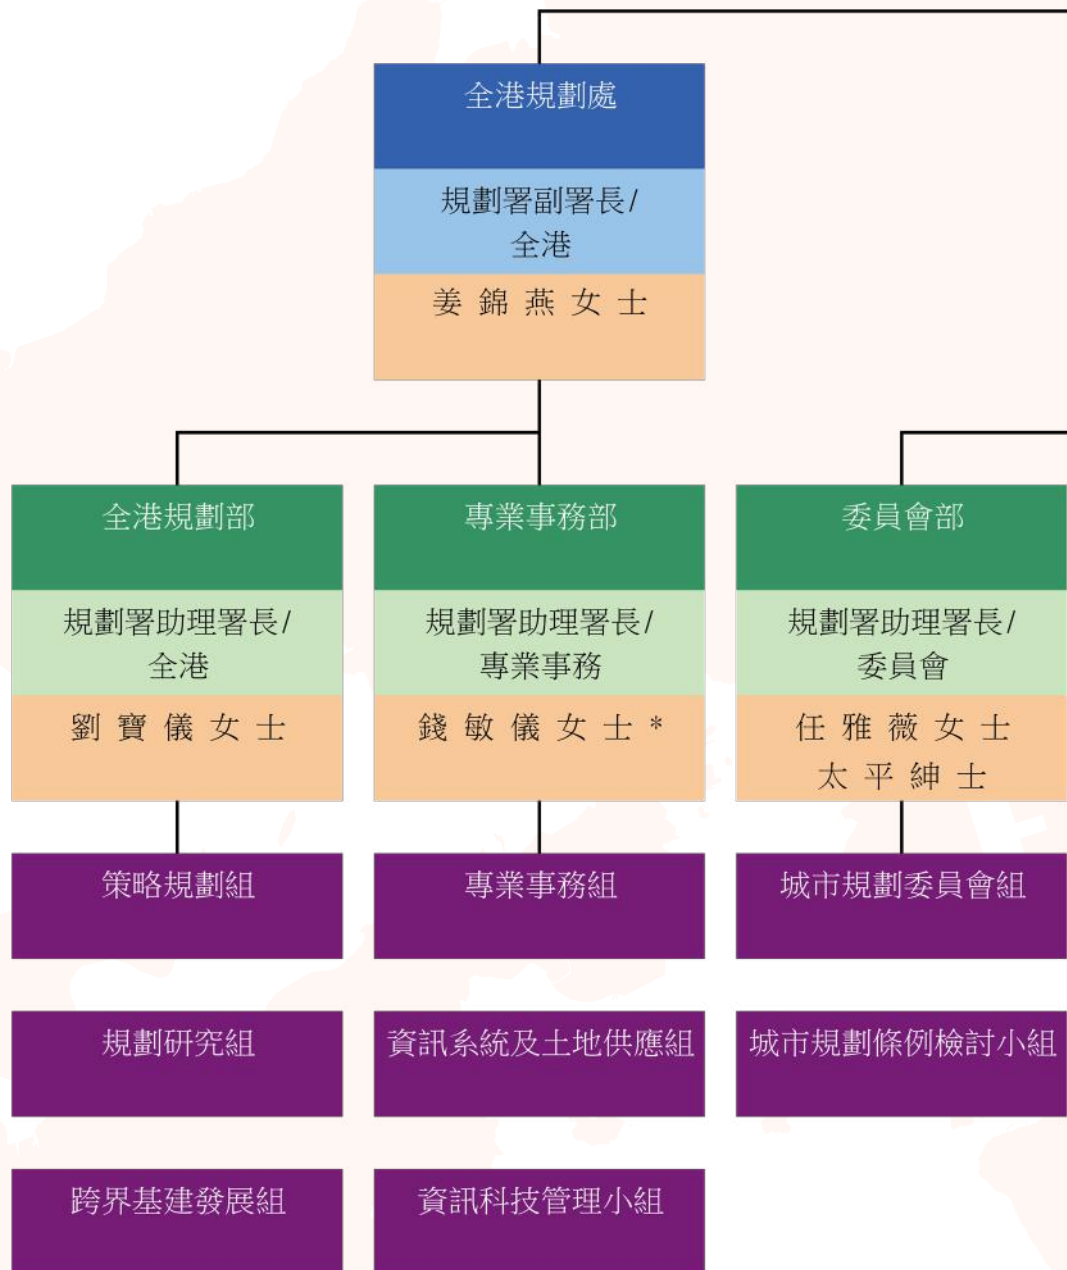 全港規劃處
規劃署副署長/
全港
姜錦燕女士
全港規劃部
規劃署助理署長/
全港
劉寶儀女士
專業事務部
規劃署助理署長/
專業事務
錢敏儀女士*
委員會部
規劃署助理署長/
委員會
任雅薇女士
太平紳士
策略規劃組
專業事務組
城市規劃委員會組
規劃研究組
資訊系統及土地供應組
城市規劃條例檢討小組
跨界基建發展組
資訊科技管理小組